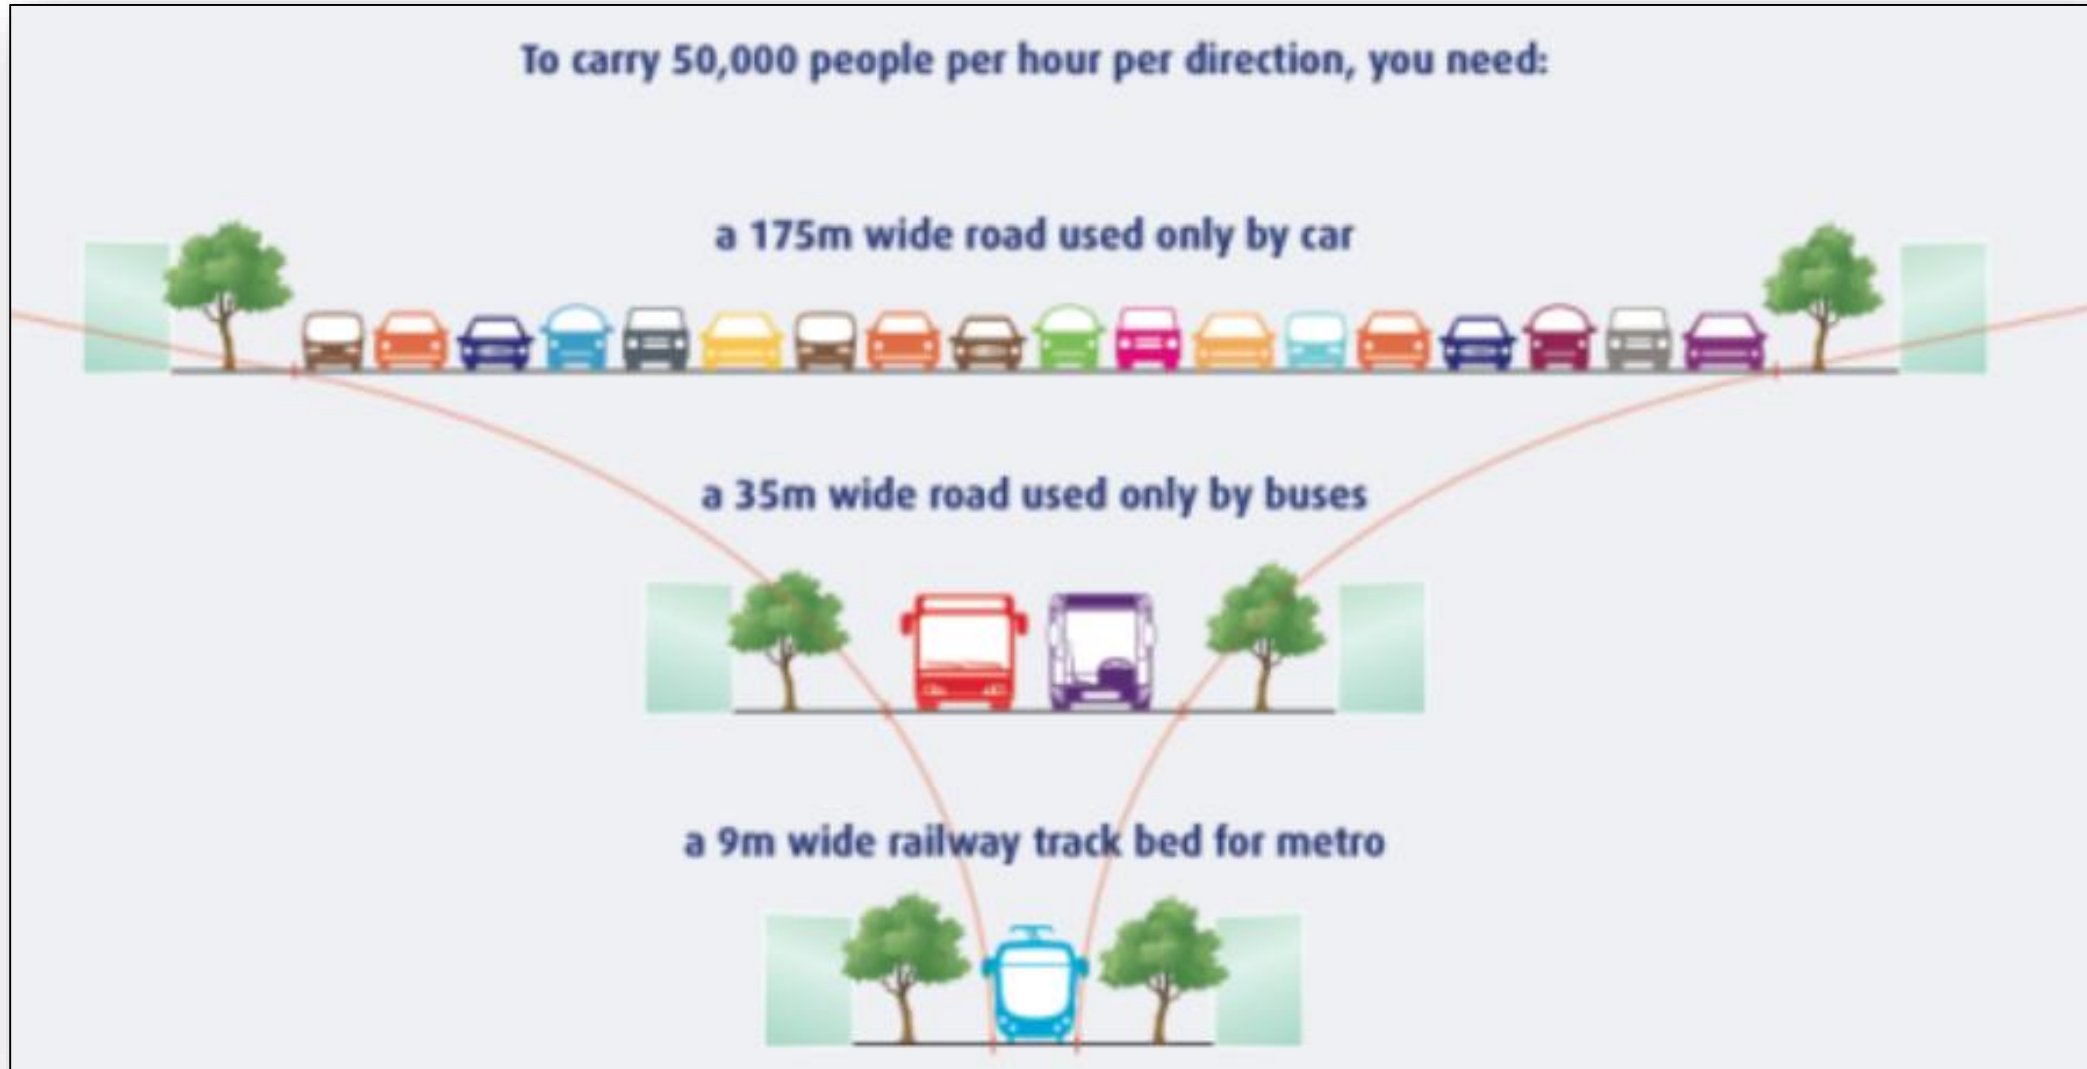 To carry 50,000 people per hour per direction, you need:
a 175m wide road used only by car
a 35m wide road used only by buses
a 9m wide railway track bed for metro